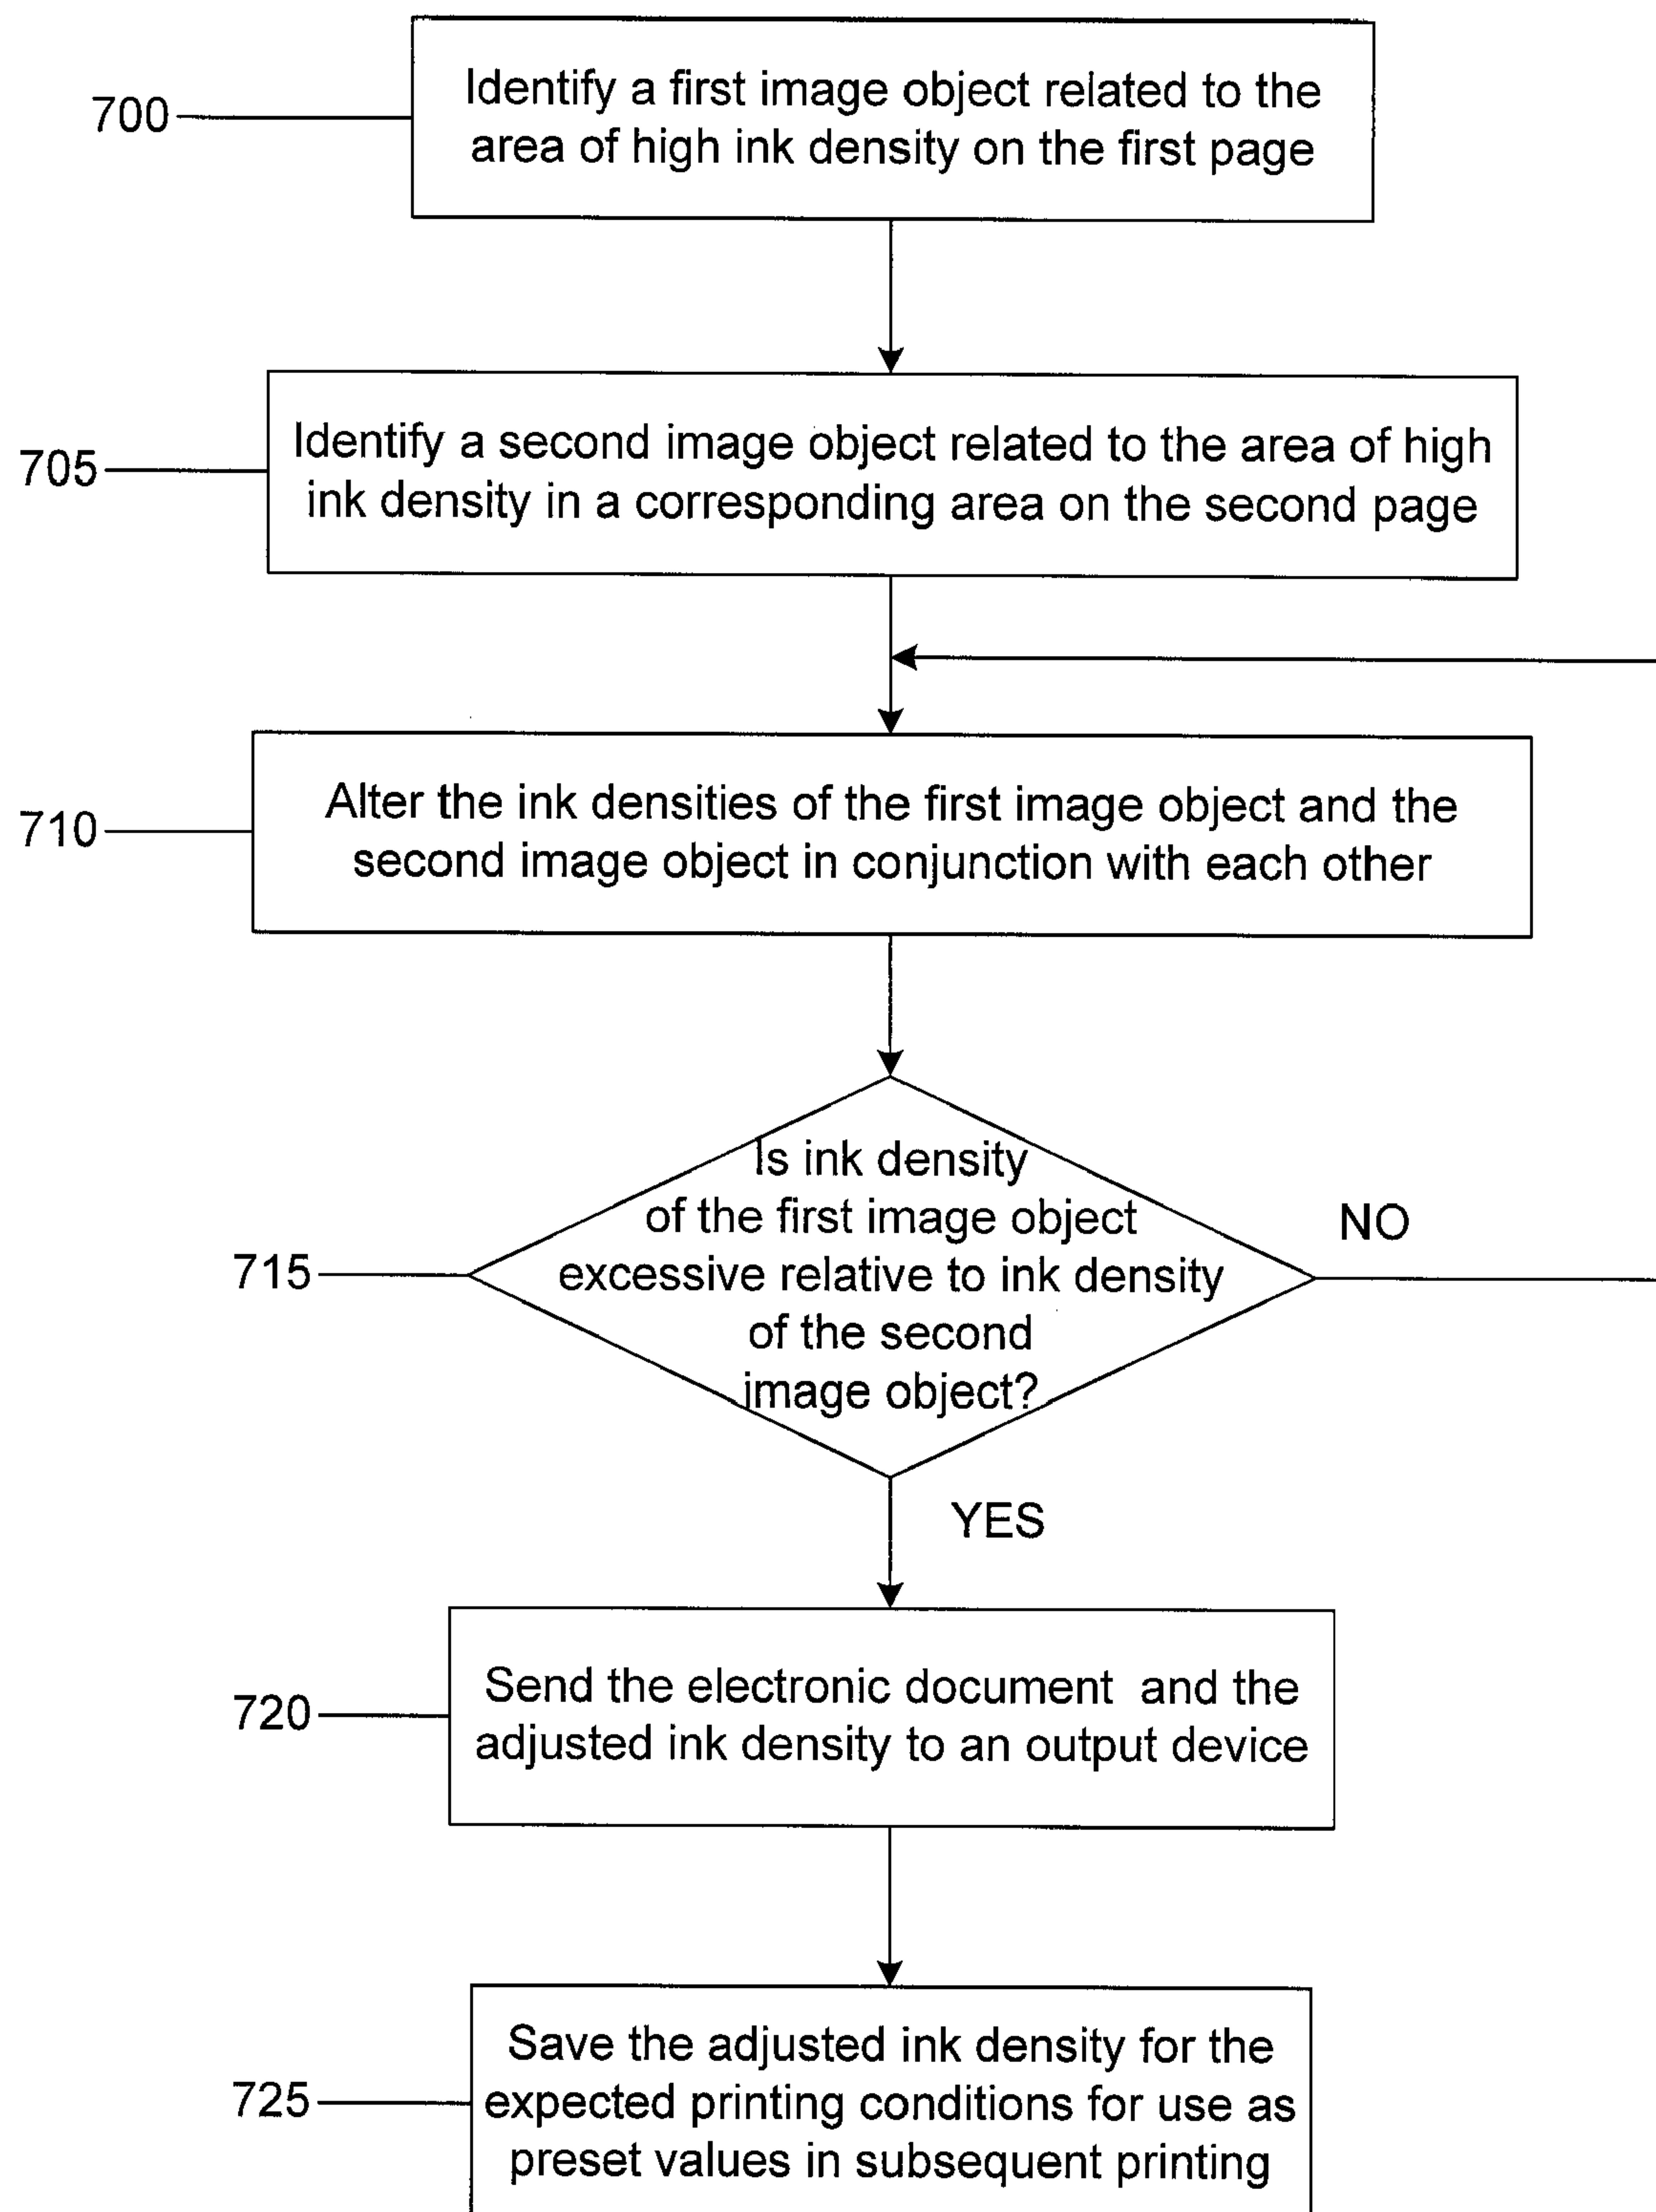 700
Identify a first image object related to the
area of high ink density on the first page
705
Identify a second image object related to the area of high
ink density in a corresponding area on the second page
710
Alter the ink densities of the first image object and the
second image object in conjunction with each other
715
Is ink density
of the first image object
excessive relative to ink density
of the second
image object?
NO
YES
720
Send the electronic document and the
adjusted ink density to an output device
725
Save the adjusted ink density for the
expected printing conditions for use as
preset values in subsequent printing